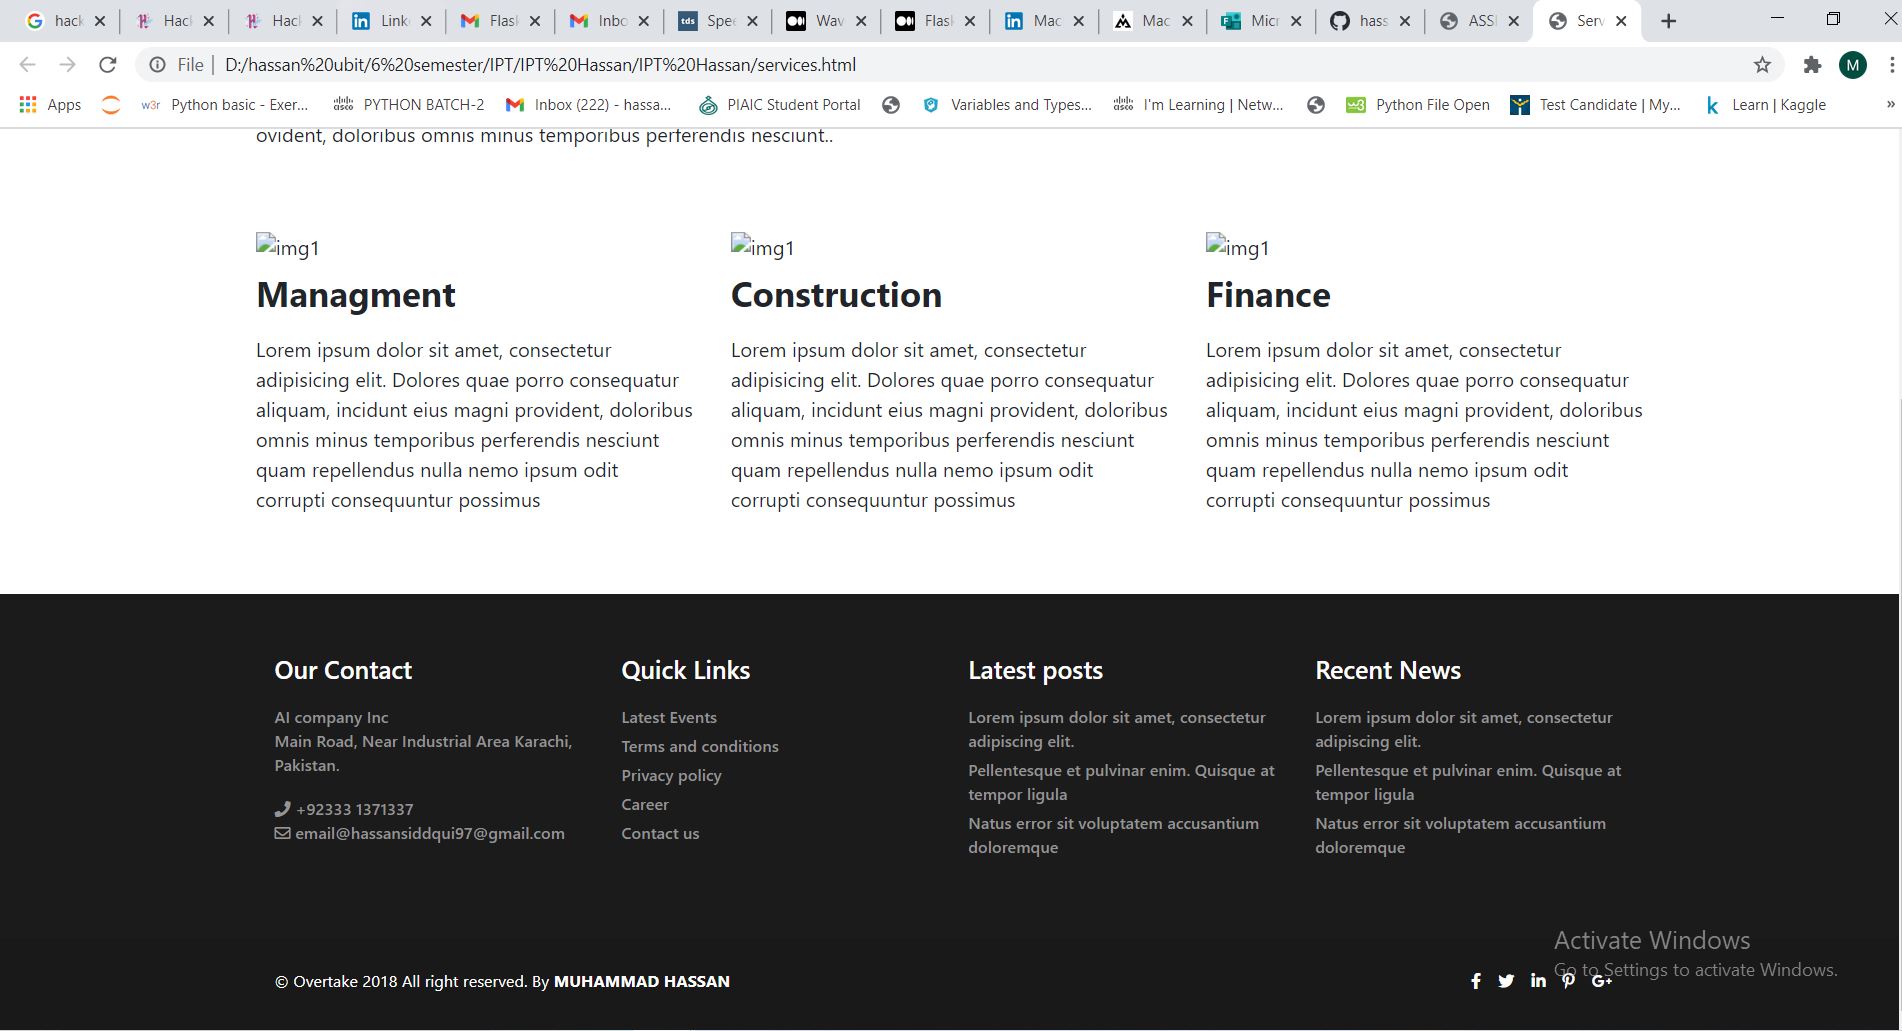 hack
Hack
Hack
Link
Flask
Inbo
tds
Spee
Wav
Flask
in
Mac
Mac
Micr
hass
ASSI
Serv
File
D:/hassan%20ubit/6%20semester/IPT/IPT%20Hassan/IPT%20Hassan/services.html
M
Apps
w3r
Python basic - Exer...
cisco
PYTHON BATCH-2
Inbox (222) - hassa...
PIAIC Student Portal
Variables and Types...
cisco
I'm Learning | Netw...
w3
Python File Open
Test Candidate | My...
k
Learn | Kaggle
»
ovident, doloribus omnis minus temporibus perferendis nesciunt..
img1
Managment
Lorem ipsum dolor sit amet, consectetur
adipisicing elit. Dolores quae porro consequatur
aliquam, incidunt eius magni provident, doloribus
omnis minus temporibus perferendis nesciunt
quam repellendus nulla nemo ipsum odit
corrupti consequuntur possimus
img1
Construction
Lorem ipsum dolor sit amet, consectetur
adipisicing elit. Dolores quae porro consequatur
aliquam, incidunt eius magni provident, doloribus
omnis minus temporibus perferendis nesciunt
quam repellendus nulla nemo ipsum odit
corrupti consequuntur possimus
img1
Finance
Lorem ipsum dolor sit amet, consectetur
adipisicing elit. Dolores quae porro consequatur
aliquam, incidunt eius magni provident, doloribus
omnis minus temporibus perferendis nesciunt
quam repellendus nulla nemo ipsum odit
corrupti consequuntur possimus
Our Contact
AI company Inc
Main Road, Near Industrial Area Karachi,
Pakistan.
+92333 1371337
email@hassansiddqui97@gmail.com
Quick Links
Latest Events
Terms and conditions
Privacy policy
Career
Contact us
Latest posts
Lorem ipsum dolor sit amet, consectetur
adipiscing elit.
Pellentesque et pulvinar enim. Quisque at
tempor ligula
Natus error sit voluptatem accusantium
doloremque
Recent News
Lorem ipsum dolor sit amet, consectetur
adipiscing elit.
Pellentesque et pulvinar enim. Quisque at
tempor ligula
Natus error sit voluptatem accusantium
doloremque
Activate Windows
Go to Settings to activate Windows.
© Overtake 2018 All right reserved. By MUHAMMAD HASSAN